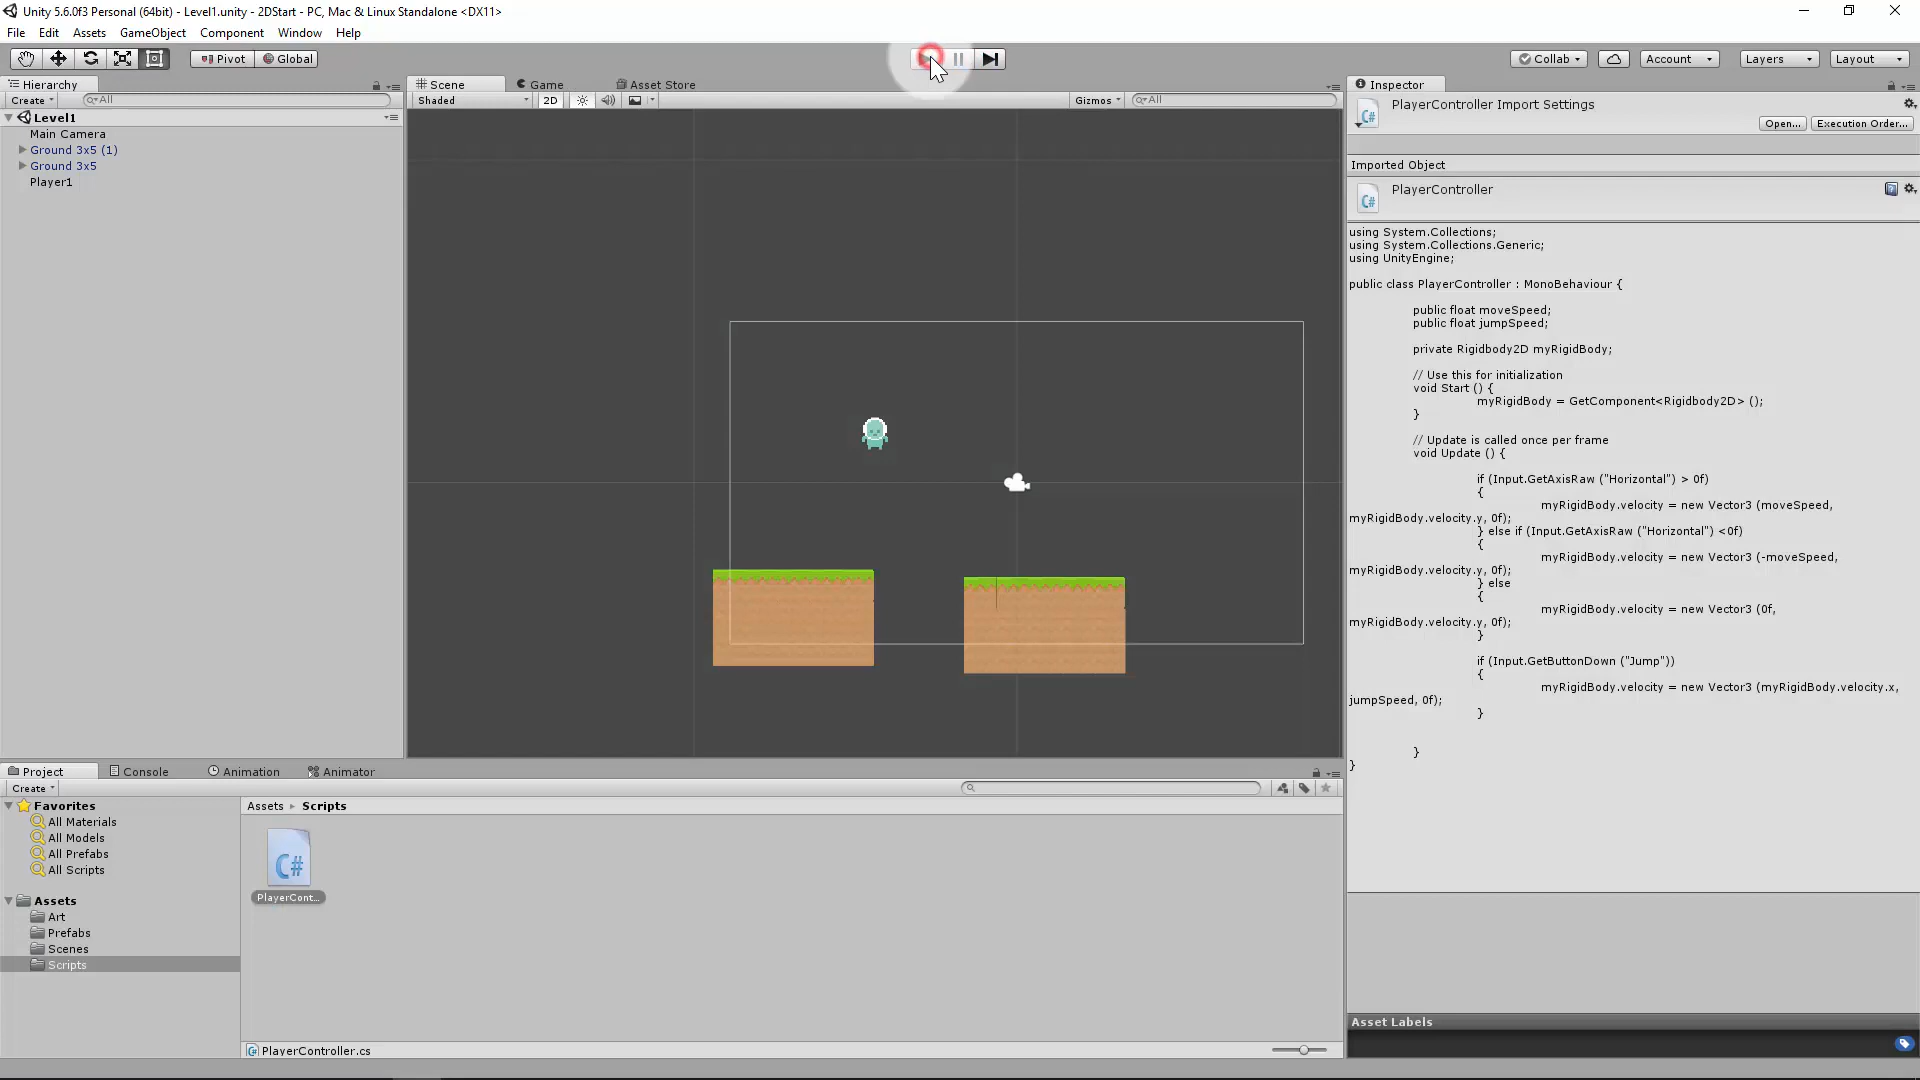 Unity 5.6.0f3 Personal (64bit) - Level1.unity - 2DStart - PC, Mac & Linux Standalone <DX11>
File Edit Assets GameObject Component Window Help
Pivot Global Collab Account Layers Layout
Hierarchy
Create All
Level1
Main Camera
Ground 3x5 (1)
Ground 3x5
Player1
Scene Game Asset Store
Shaded 2D Gizmos All
Inspector
PlayerController Import Settings
Open... Execution Order...
Imported Object
C#
PlayerController
using System.Collections;
using System.Collections.Generic;
using UnityEngine;
public class PlayerController : MonoBehaviour {
public float moveSpeed;
public float jumpSpeed;
private Rigidbody2D myRigidBody;
// Use this for initialization
void Start () {
myRigidBody = GetComponent<Rigidbody2D> ();
}
// Update is called once per frame
void Update () {
if (Input.GetAxisRaw ("Horizontal") > 0f)
{
myRigidBody.velocity = new Vector3 (moveSpeed,
myRigidBody.velocity.y, 0f);
} else if (Input.GetAxisRaw ("Horizontal") <0f)
{
myRigidBody.velocity = new Vector3 (-moveSpeed,
myRigidBody.velocity.y, 0f);
} else
{
myRigidBody.velocity = new Vector3 (0f,
myRigidBody.velocity.y, 0f);
}
if (Input.GetButtonDown ("Jump"))
{
myRigidBody.velocity = new Vector3 (myRigidBody.velocity.x,
jumpSpeed, 0f);
}
}
}
Asset Labels
Project Console Animation Animator
Create
Favorites
All Materials
All Models
All Prefabs
All Scripts
Assets
Art
Prefabs
Scenes
Scripts
Assets Scripts
C#
PlayerCont...
PlayerController.cs